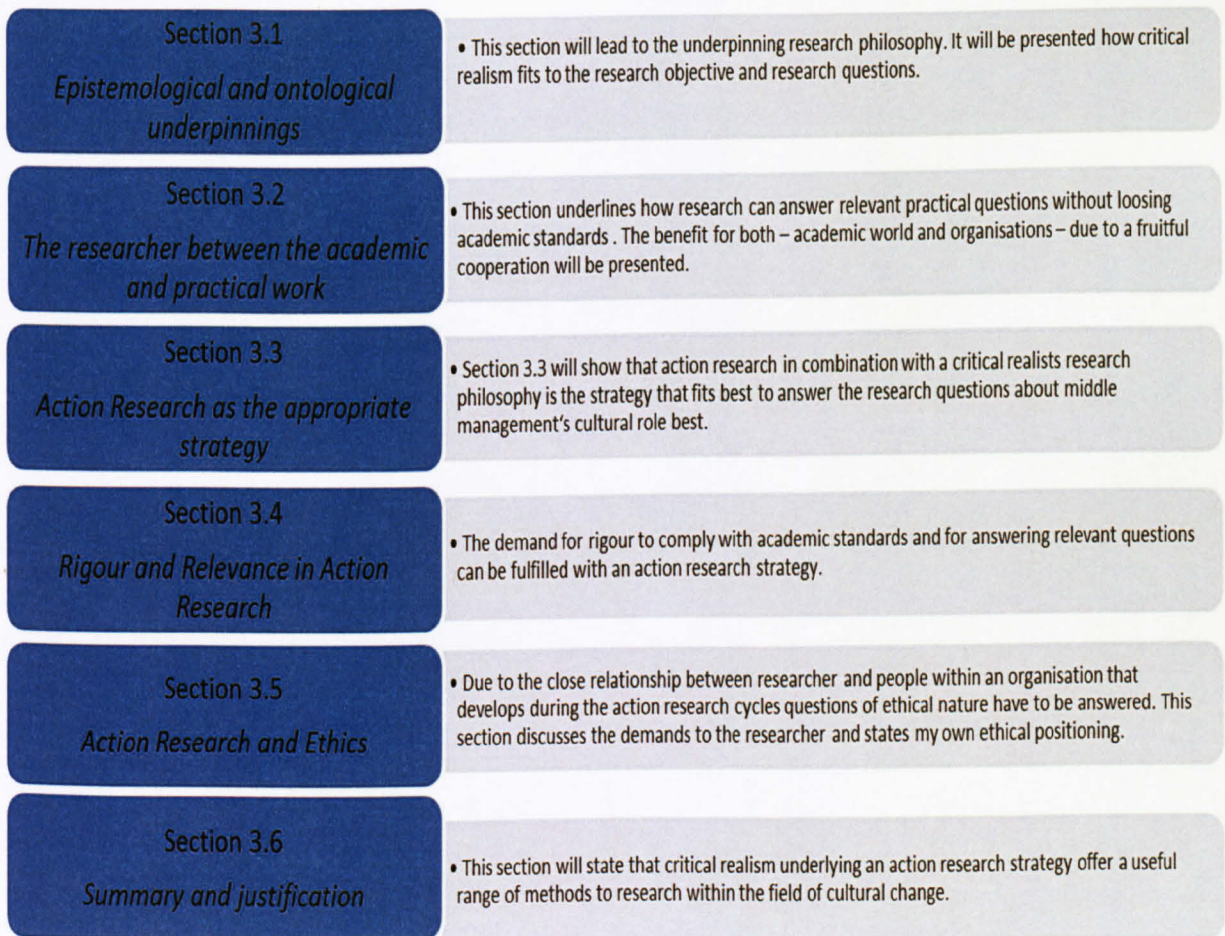 Section 3.1
Epistemological and ontological
underpinnings
• This section will lead to the underpinning research philosophy. It will be presented how critical
realism fits to the research objective and research questions.
Section 3.2
The researcher between the academic
and practical work
• This section underlines how research can answer relevant practical questions without loosing
academic standards . The benefit for both – academic world and organisations – due to a fruitful
cooperation will be presented.
Section 3.3
Action Research as the appropriate
strategy
• Section 3.3 will show that action research in combination with a critical realists research
philosophy is the strategy that fits best to answer the research questions about middle
management's cultural role best.
Section 3.4
Rigour and Relevance in Action
Research
• The demand for rigour to comply with academic standards and for answering relevant questions
can be fulfilled with an action research strategy.
Section 3.5
Action Research and Ethics
• Due to the close relationship between researcher and people within an organisation that
develops during the action research cycles questions of ethical nature have to be answered. This
section discusses the demands to the researcher and states my own ethical positioning.
Section 3.6
Summary and justification
• This section will state that critical realism underlying an action research strategy offer a useful
range of methods to research within the field of cultural change.